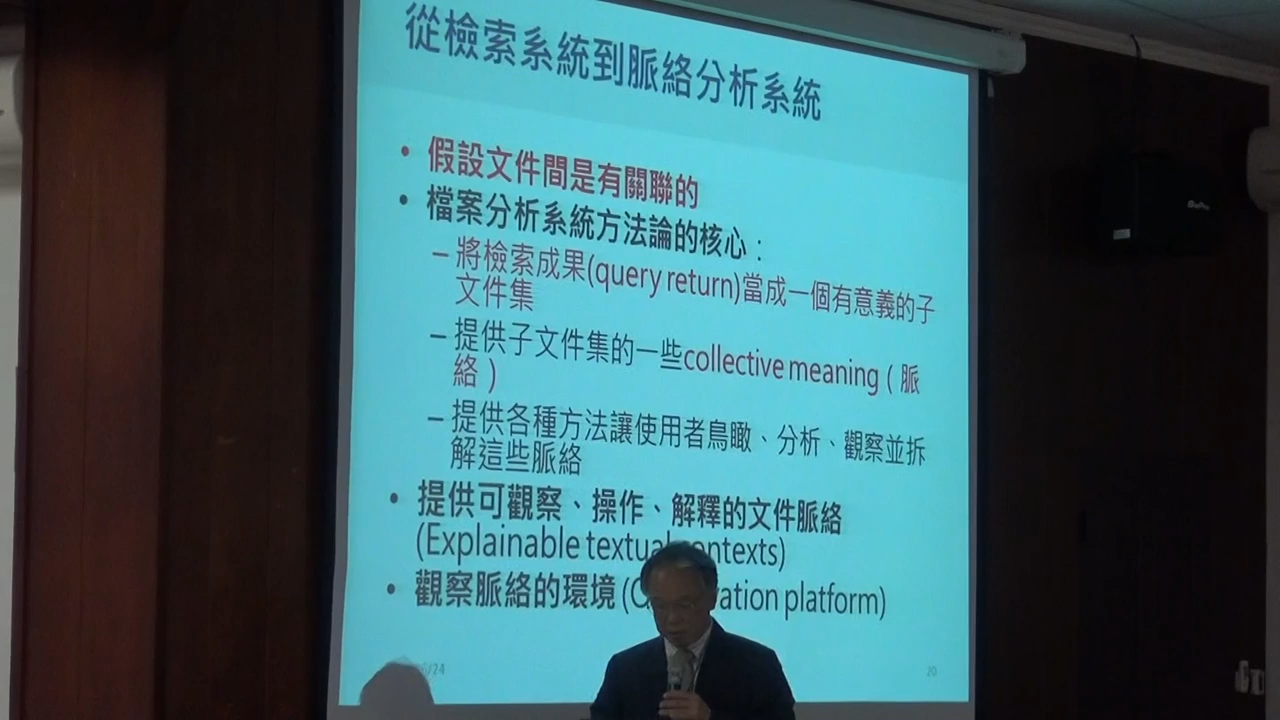 從檢索系統到脈絡分析系統
• 假設文件間是有關聯的
• 檔案分析系統方法論的核心：
– 將檢索成果(query return)當成一個有意義的子
文件集
– 提供子文件集的一些collective meaning（脈
絡）
– 提供各種方法讓使用者鳥瞰、分析、觀察並拆
解這些脈絡
• 提供可觀察、操作、解釋的文件脈絡
(Explainable textual contexts)
• 觀察脈絡的環境 platform)
/24
20